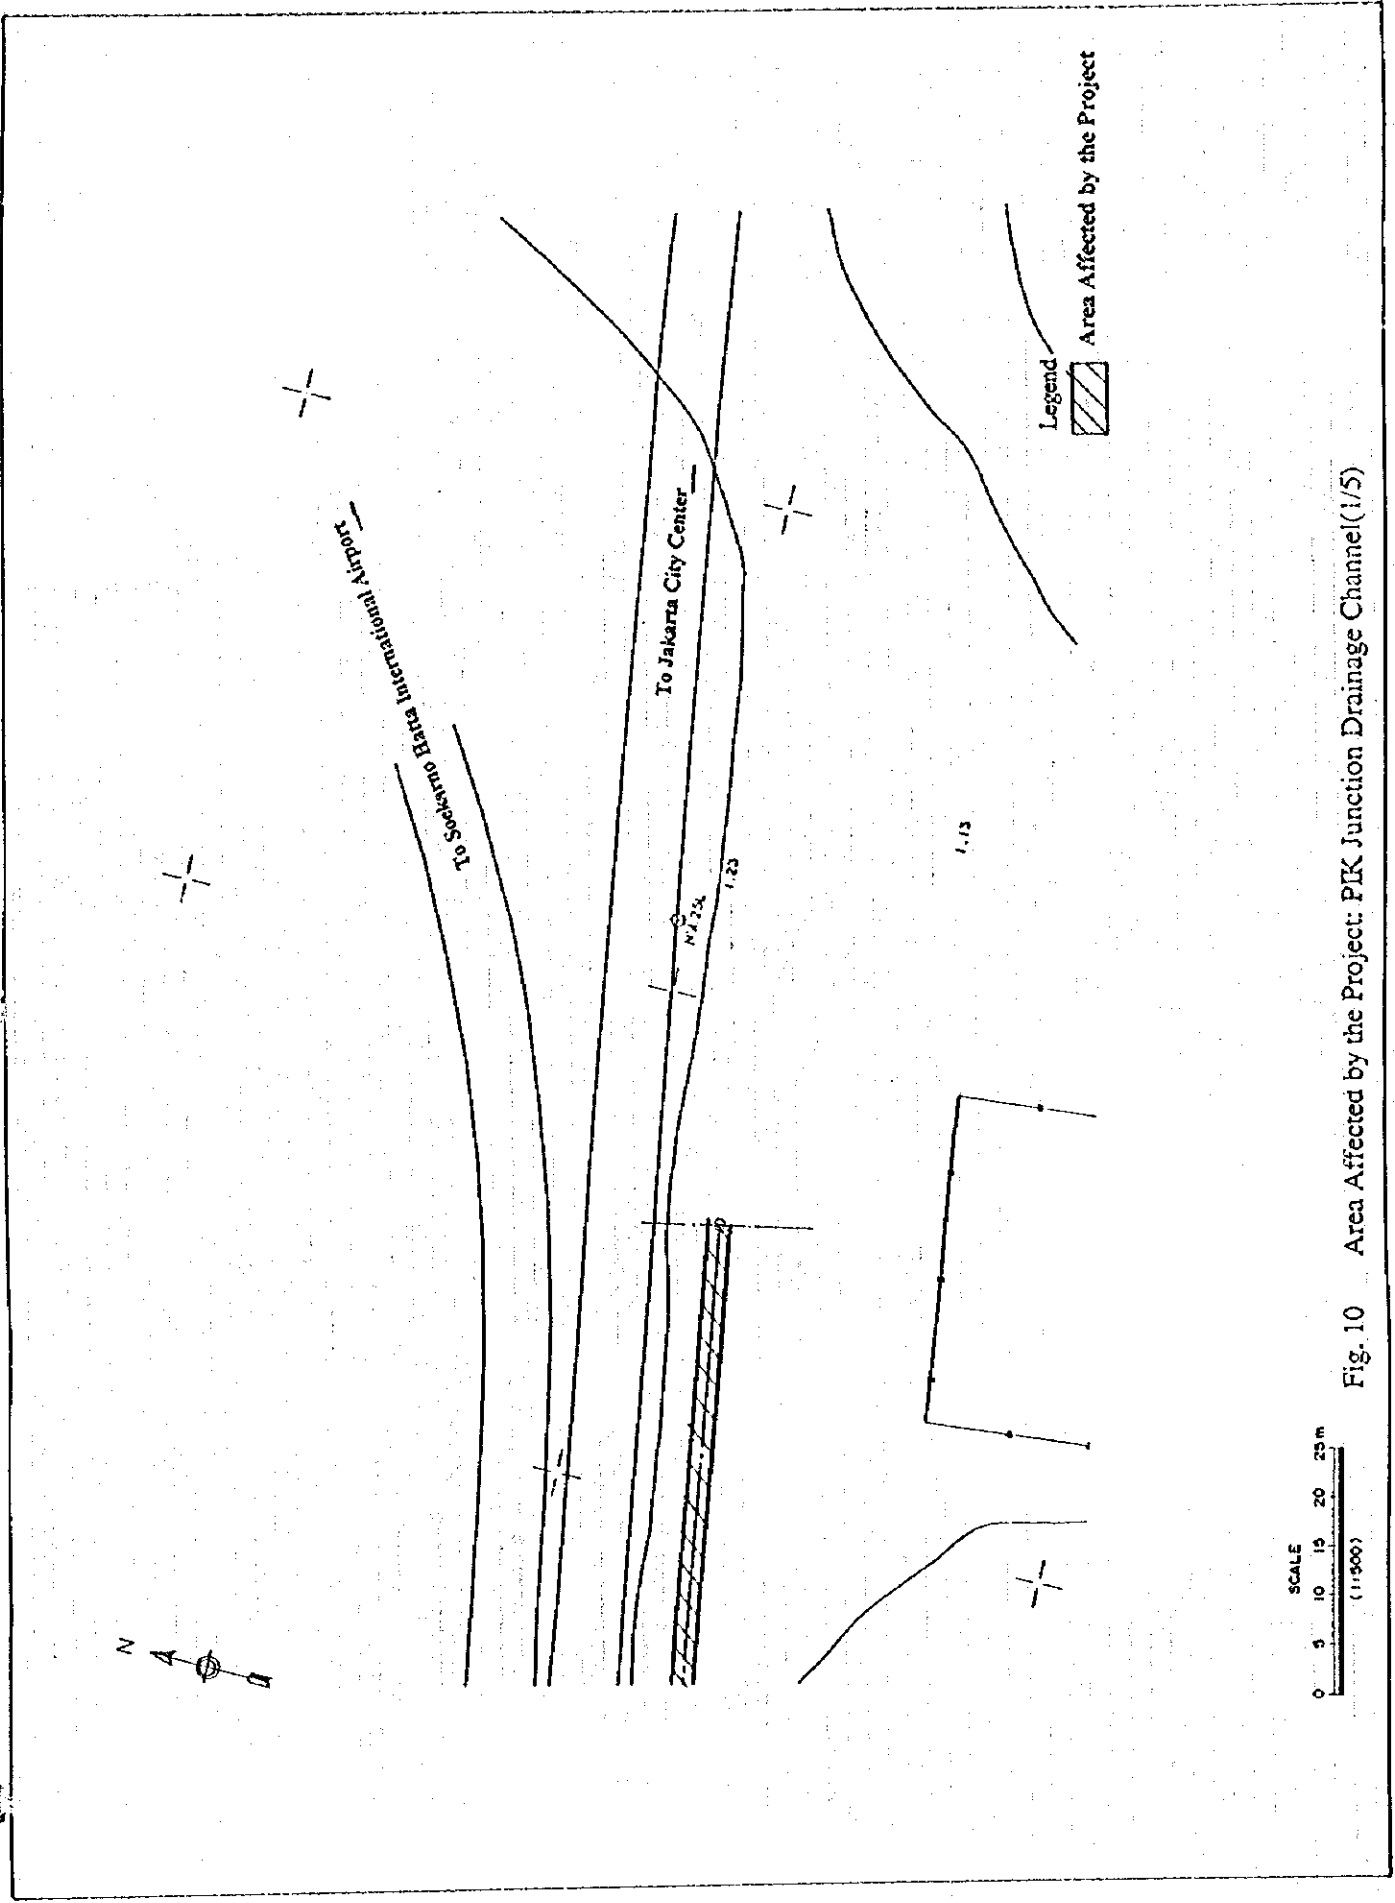 N
To Soekarno Hatta International Airport
To Jakarta City Center
1.23
1.13
Legend
Area Affected by the Project
SCALE
0 5 10 15 20 25m
(1:500)
Fig. 10 Area Affected by the Project: PIK Junction Drainage Channel(1/5)